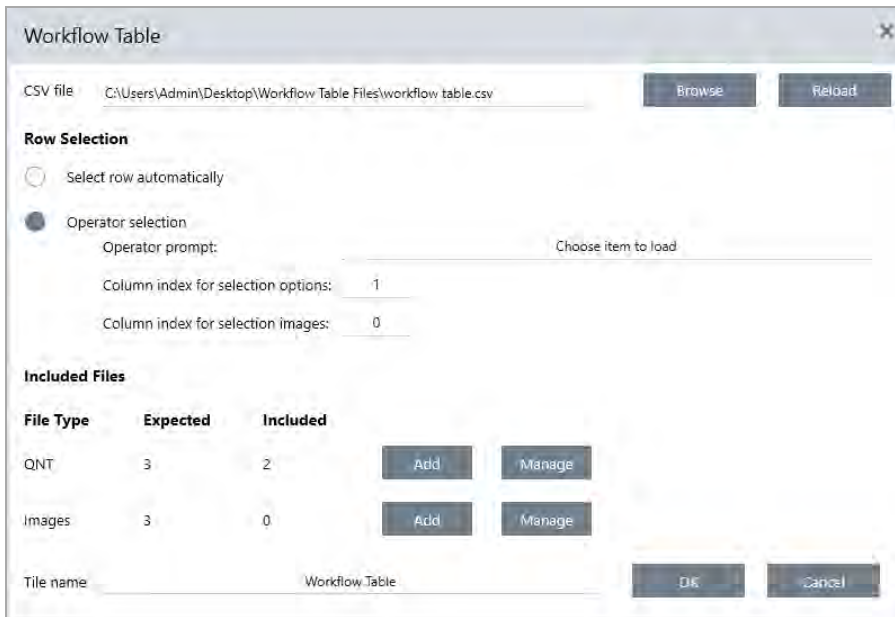 Workflow Table
CSV file C:\Users\Admin\Desktop\Workflow Table Files\workflow table.csv Browse Reload
Row Selection
Select row automatically
Operator selection
Operator prompt: Choose item to load
Column index for selection options: 1
Column index for selection images: 0
Included Files
File Type Expected Included
QNT 3 2 Add Manage
Images 3 0 Add Manage
Tile name Workflow Table OK Cancel